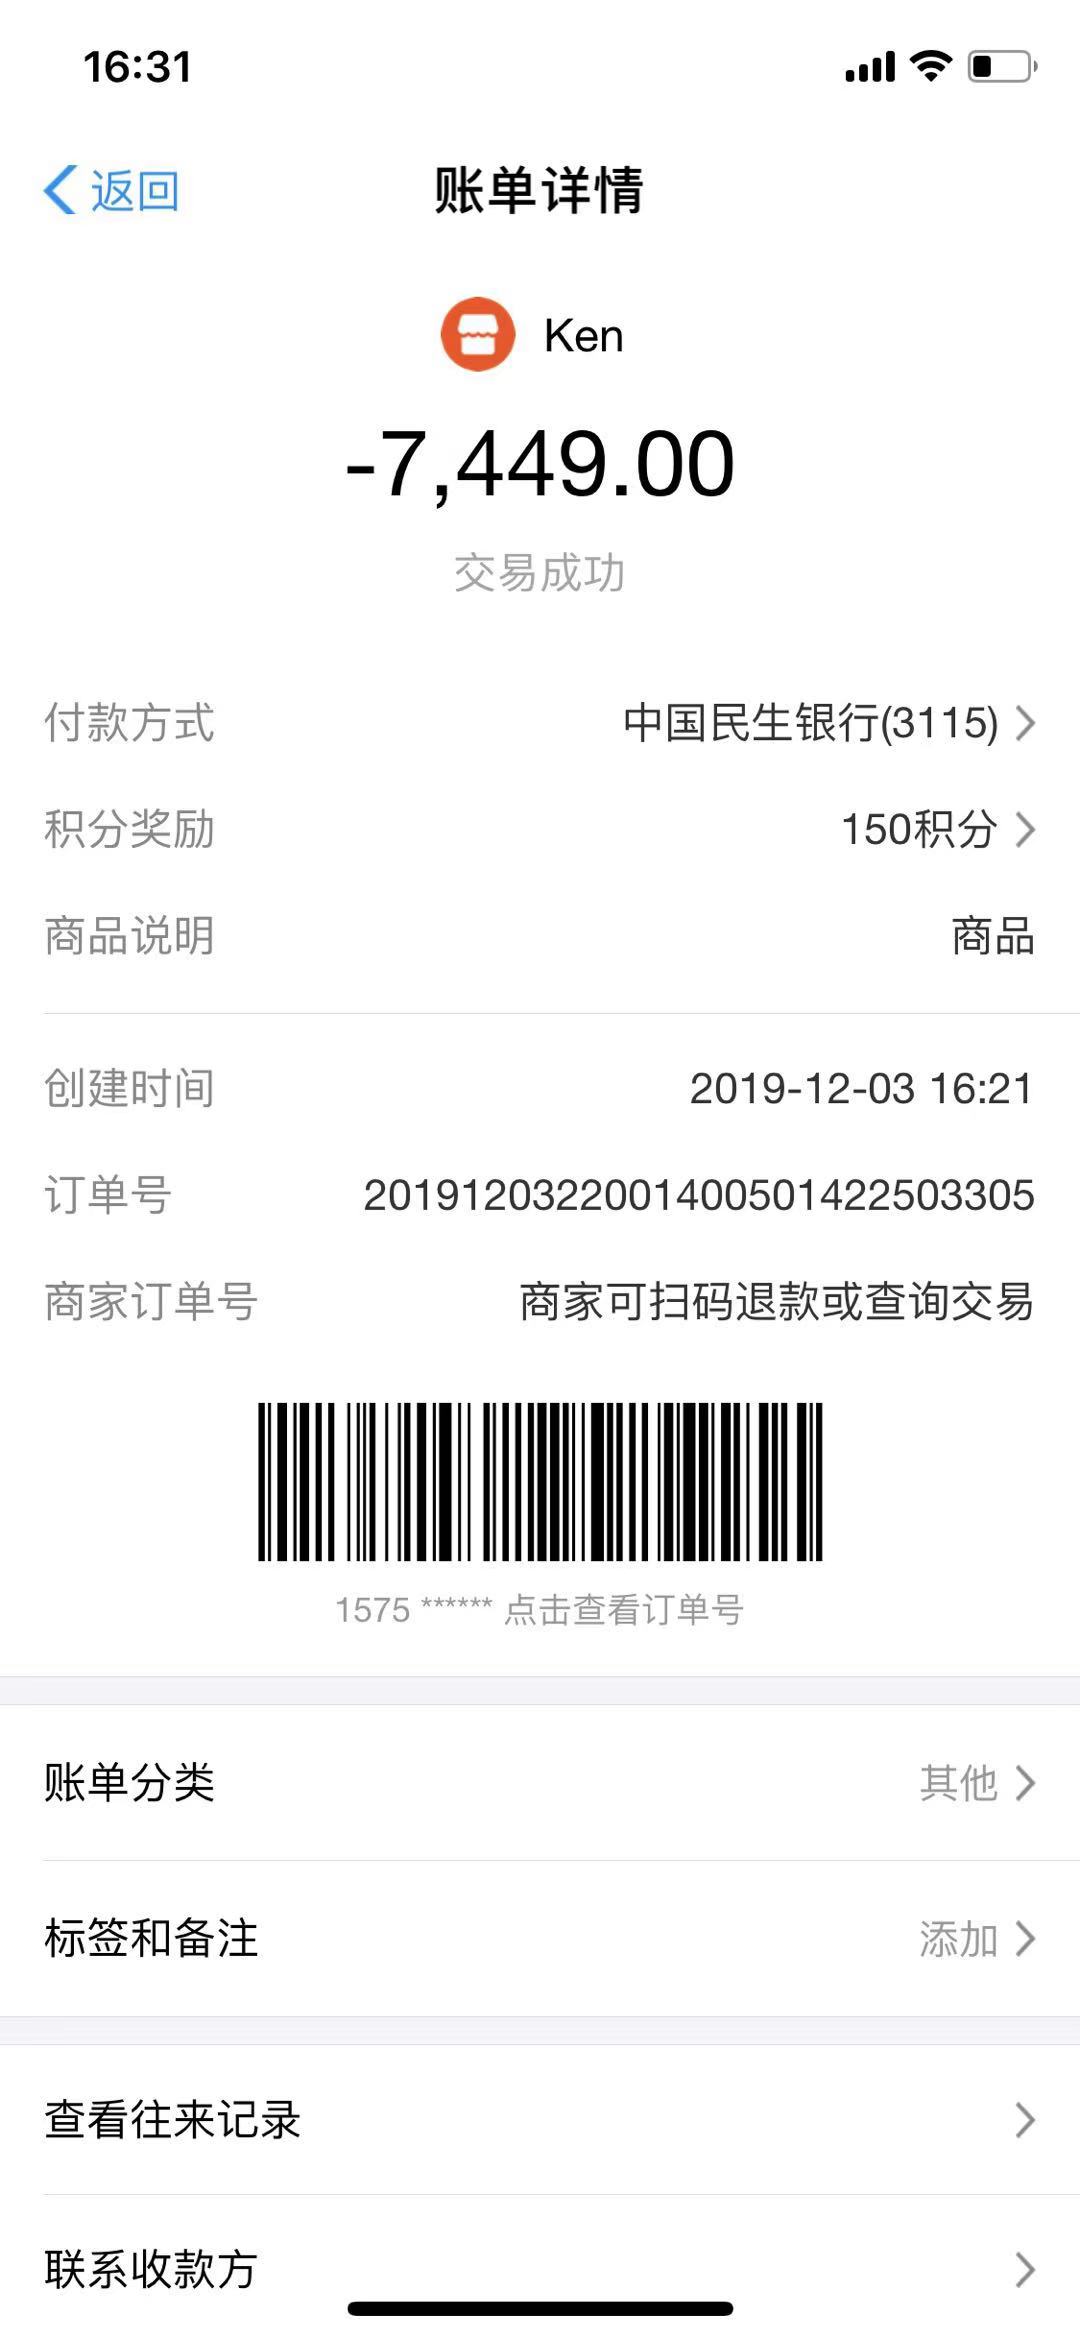 16:31
返回
账单详情
Ken
-7,449.00
交易成功
付款方式 中国民生银行(3115)
积分奖励 150积分
商品说明 商品
创建时间 2019-12-03 16:21
订单号 2019120322001400501422503305
商家订单号 商家可扫码退款或查询交易
1575 ****** 点击查看订单号
账单分类 其他
标签和备注 添加
查看往来记录
联系收款方